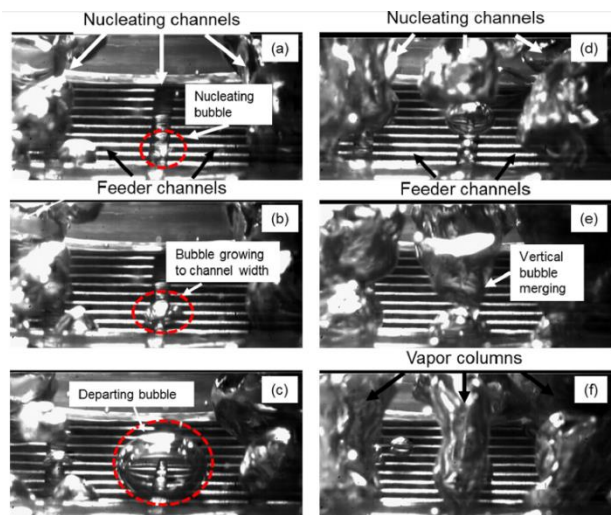 Nucleating channels
(a)
Nucleating
bubble
Feeder channels
(b)
Bubble growing
to channel width
(c)
Departing bubble
Nucleating channels
(d)
Feeder channels
(e)
Vertical
bubble
merging
Vapor columns
(f)